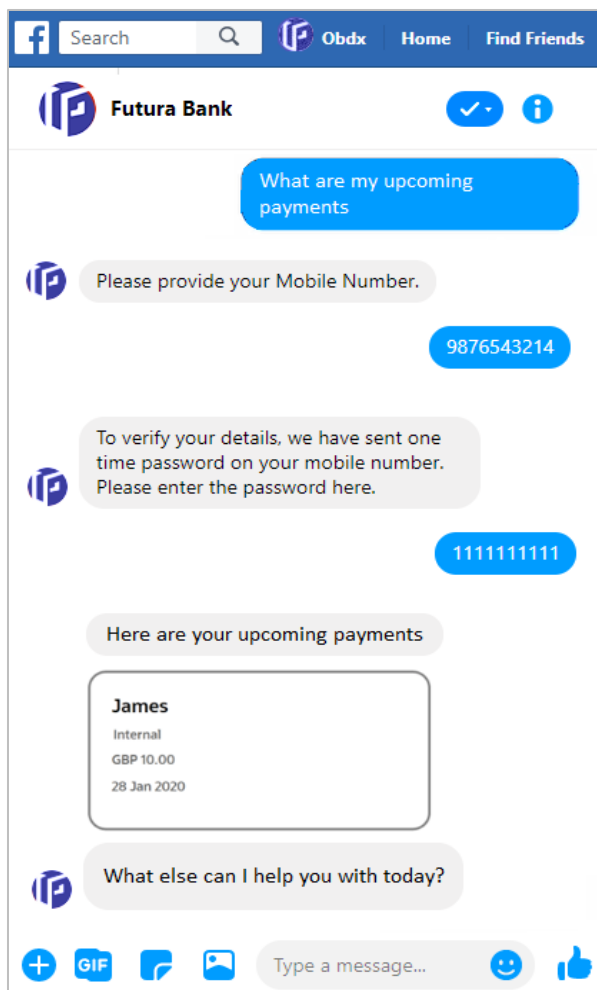 Search Obdx Home Find Friends
Futura Bank
What are my upcoming
payments
Please provide your Mobile Number.
9876543214
To verify your details, we have sent one
time password on your mobile number.
Please enter the password here.
1111111111
Here are your upcoming payments
James
Internal
GBP 10.00
28 Jan 2020
What else can I help you with today?
GIF Type a message...